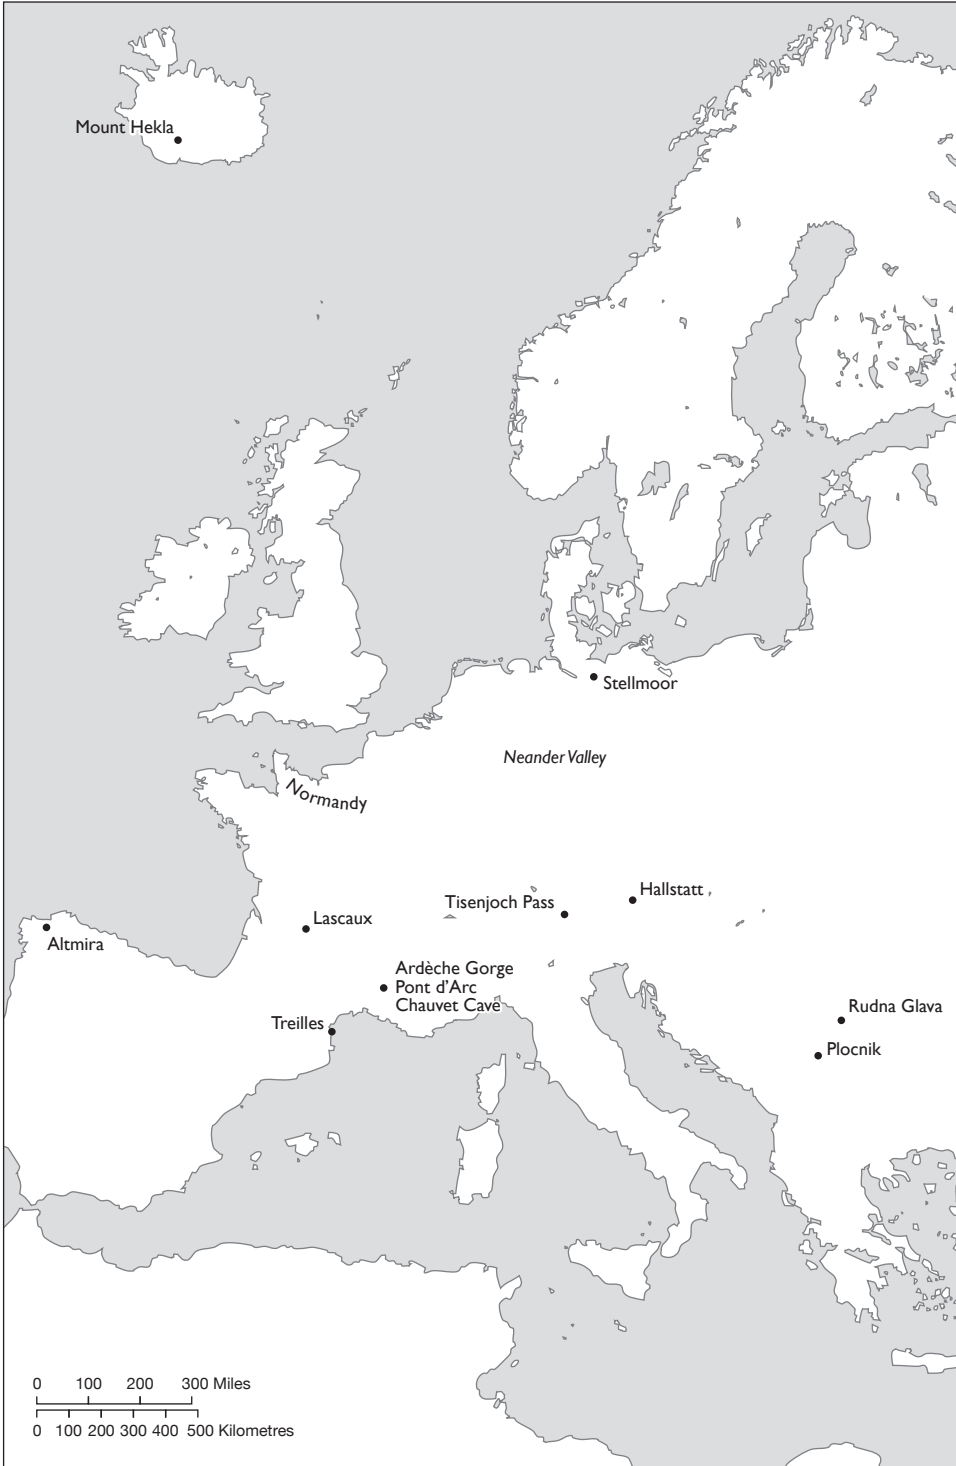 Mount Hekla
Stellmoor
Neander Valley
Normandy
Hallstatt
Tisenjoch Pass
Lascaux
Altmira
Ardèche Gorge
Pont d'Arc
Chauvet Cave
Rudna Glava
Treilles
Plocnik
0 100 200 300 Miles
0 100 200 300 400 500 Kilometres